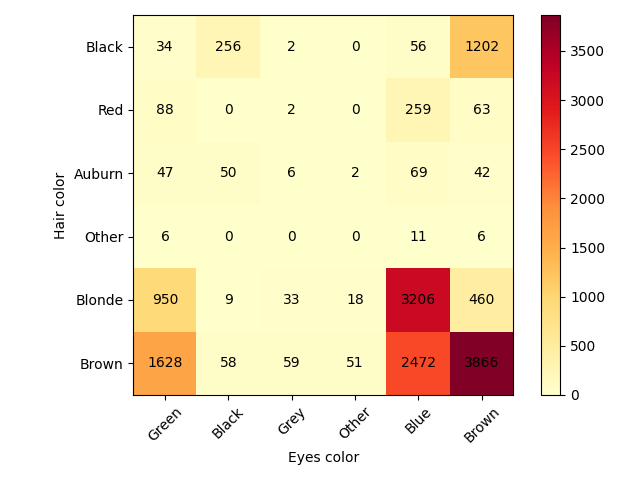 Black 34 256 2 0 56 1202
Red 88 0 2 0 259 63
Auburn 47 50 6 2 69 42
Other 6 0 0 0 11 6
Blonde 950 9 33 18 3206 460
Brown 1628 58 59 51 2472 3866
Green Black Grey Other Blue Brown
Eyes color
Hair color
3500
3000
2500
2000
1500
1000
500
0